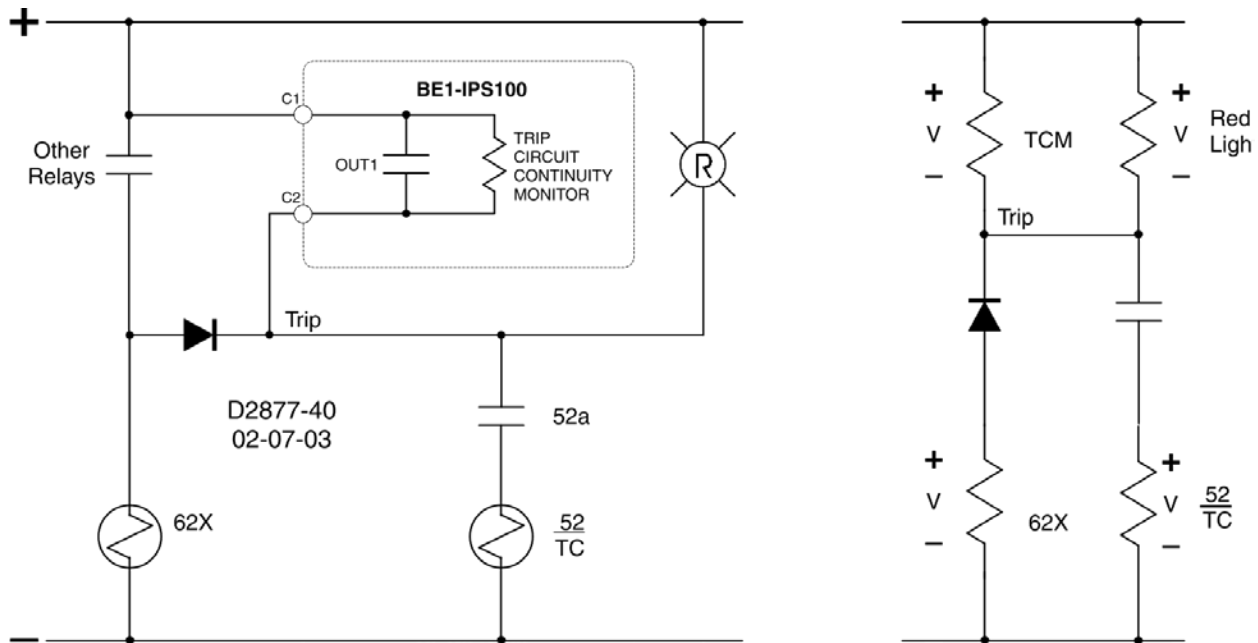 +
BE1-IPS100
C1
Other
Relays
OUT1
TRIP
CIRCUIT
CONTINUITY
MONITOR
R
C2
Trip
D2877-40
02-07-03
52a
62X
52
TC
−
+
V
−
TCM
+
V
−
Red
Ligh
Trip
+
V
−
62X
+
V
−
52
TC